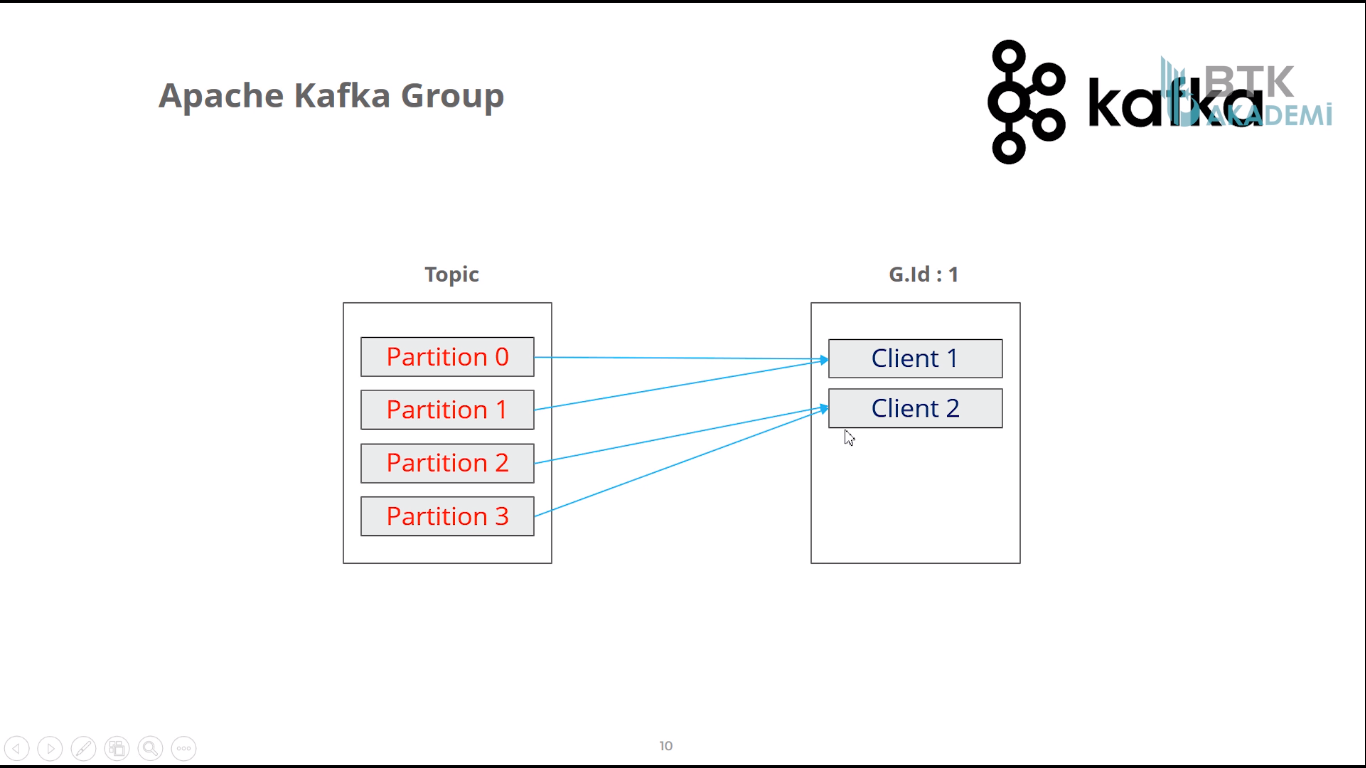 Apache Kafka Group
kafka
BTK
AKADEMİ
Topic
G.Id : 1
Partition 0
Client 1
Partition 1
Client 2
Partition 2
Partition 3
10